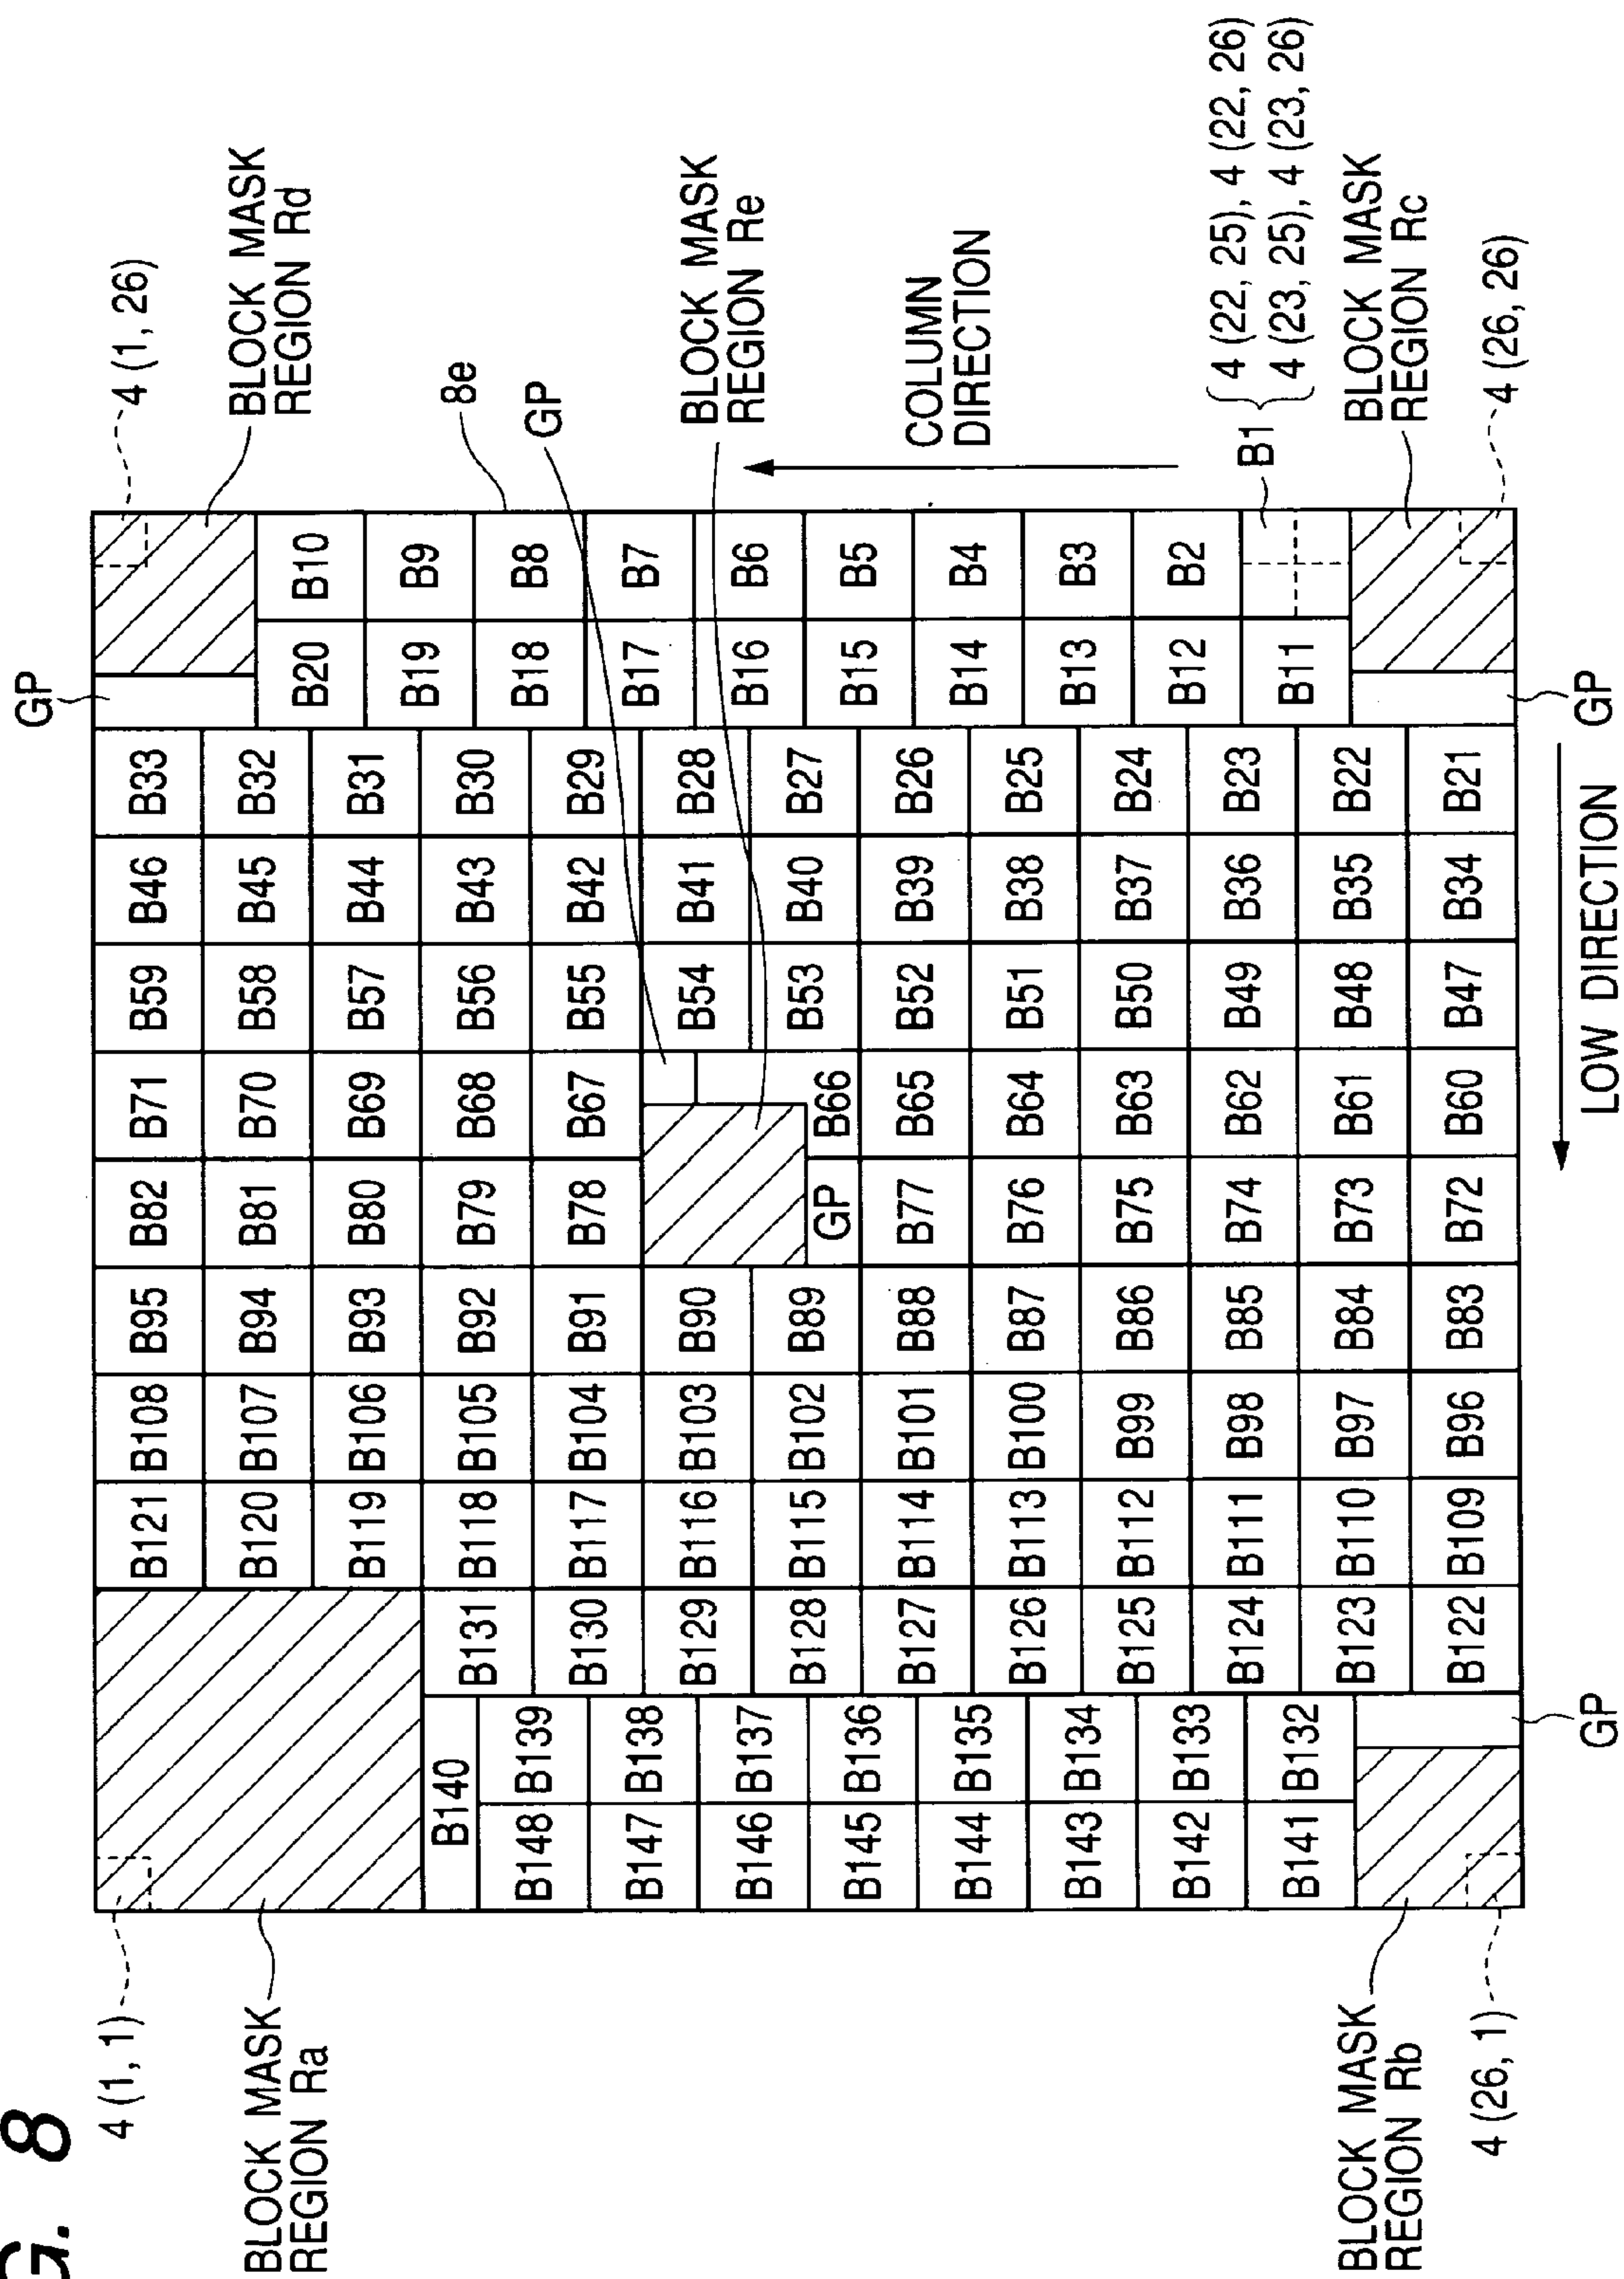 G. 8
GP
4 (1, 1)
4 (1, 26)
B121 B108 B95 B82 B71 B59 B46 B33
BLOCK MASK
REGION Ra
BLOCK MASK
REGION Rd
B120 B107 B94 B81 B70 B58 B45 B32
B20 B10
B119 B106 B93 B80 B69 B57 B44 B31
B19 B9
B140
8e
B131 B118 B105 B92 B79 B68 B56 B43 B30
B148 B139 B18 B8
GP
B130 B117 B104 B91 B78 B67 B55 B42 B29
B147 B138 B17 B7
B129 B116 B103 B90 B54 B41 B28
BLOCK MASK
REGION Re
B146 B137 B16 B6
B128 B115 B102 B89 GP B66 B53 B40 B27
B145 B136 B15 B5
B127 B114 B101 B88 B77 B65 B52 B39 B26
COLUMN
DIRECTION
B144 B135 B14 B4
B126 B113 B100 B87 B76 B64 B51 B38 B25
B143 B134 B13 B3
B125 B112 B99 B86 B75 B63 B50 B37 B24
B142 B133 B12 B2
B124 B111 B98 B85 B74 B62 B49 B36 B23
B1
4 (22, 25), 4 (22, 26)
4 (23, 25), 4 (23, 26)
B141 B132 B11
B123 B110 B97 B84 B73 B61 B48 B35 B22
BLOCK MASK
REGION Rb
BLOCK MASK
REGION Rc
B122 B109 B96 B83 B72 B60 B47 B34 B21
4 (26, 1)
4 (26, 26)
GP
GP
LOW DIRECTION